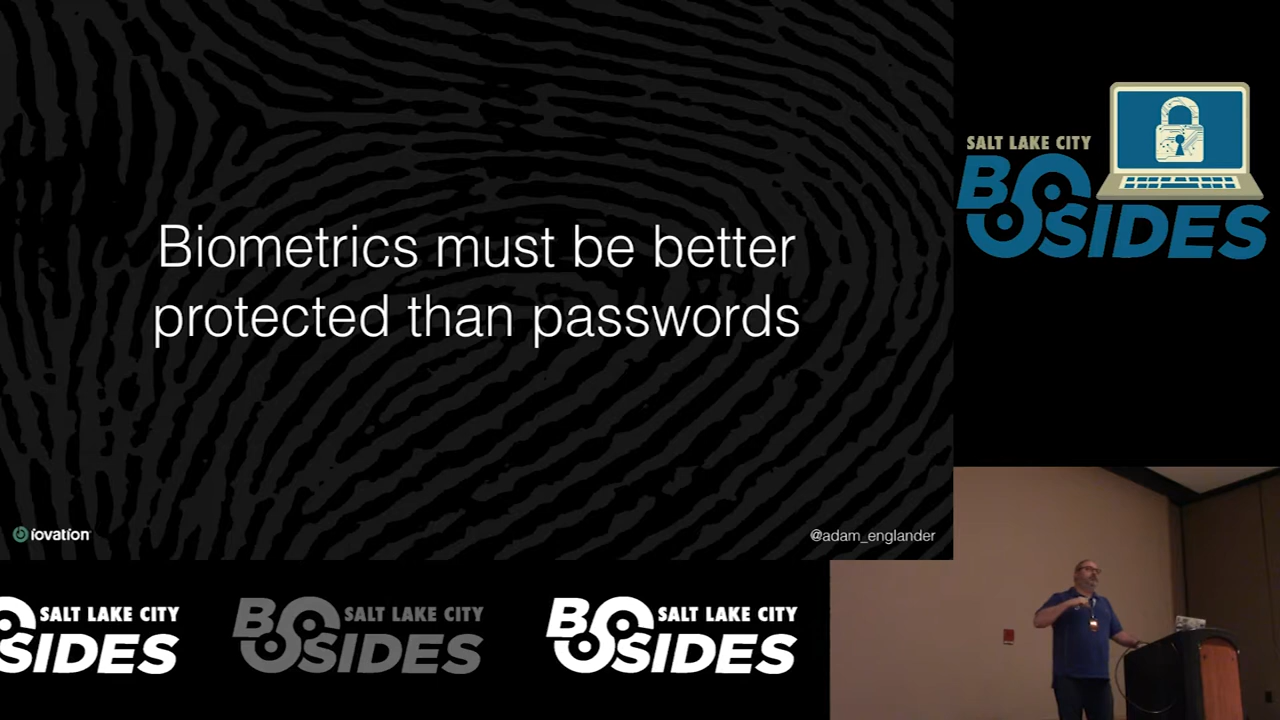 Biometrics must be better
protected than passwords
iovation
@adam_englander
SALT LAKE CITY
BSIDES
SALT LAKE CITY
SIDES
SALT LAKE CITY
BSIDES
SALT LAKE CITY
BSIDES